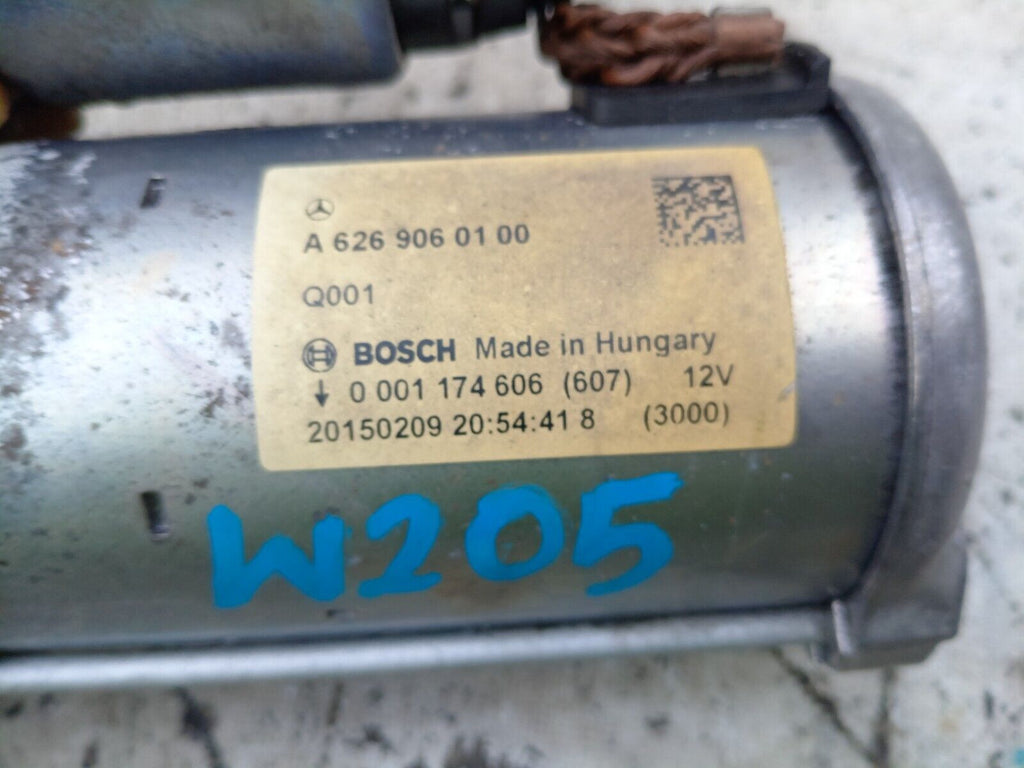 A 626 906 01 00
Q001
BOSCH Made in Hungary
↓ 0 001 174 606 (607) 12V
20150209 20:54:41 8 (3000)
W205